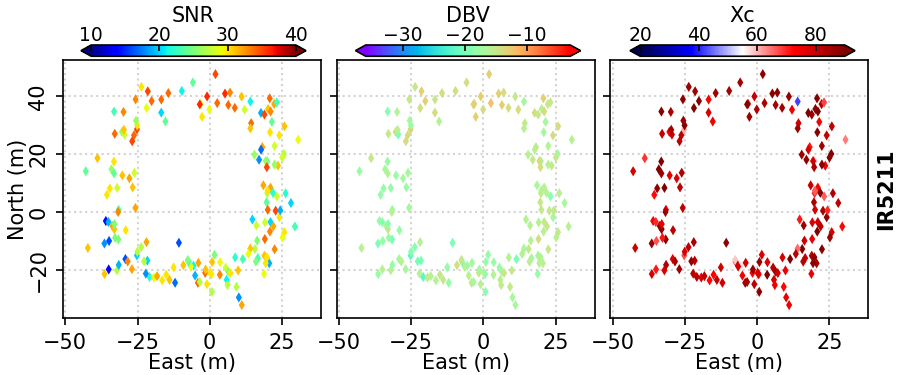 SNR DBV Xc
10 20 30 40 −30 −20 −10 20 40 60 80
North (m)
40
20
0
−20
IR5211
−50 −25 0 25 −50 −25 0 25 −50 −25 0 25
East (m) East (m) East (m)